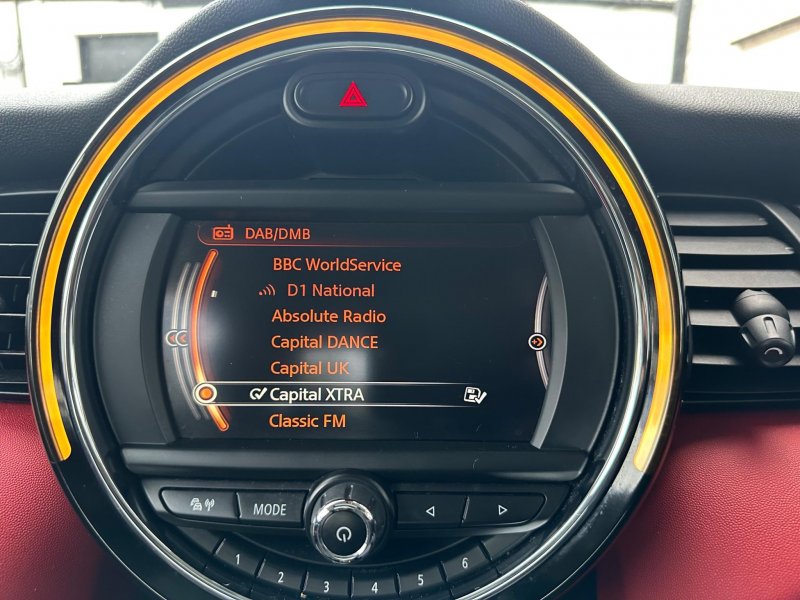 DAB/DMB
BBC WorldService
D1 National
Absolute Radio
Capital DANCE
Capital UK
Capital XTRA
Classic FM
MODE
1 2 3 4 5 6